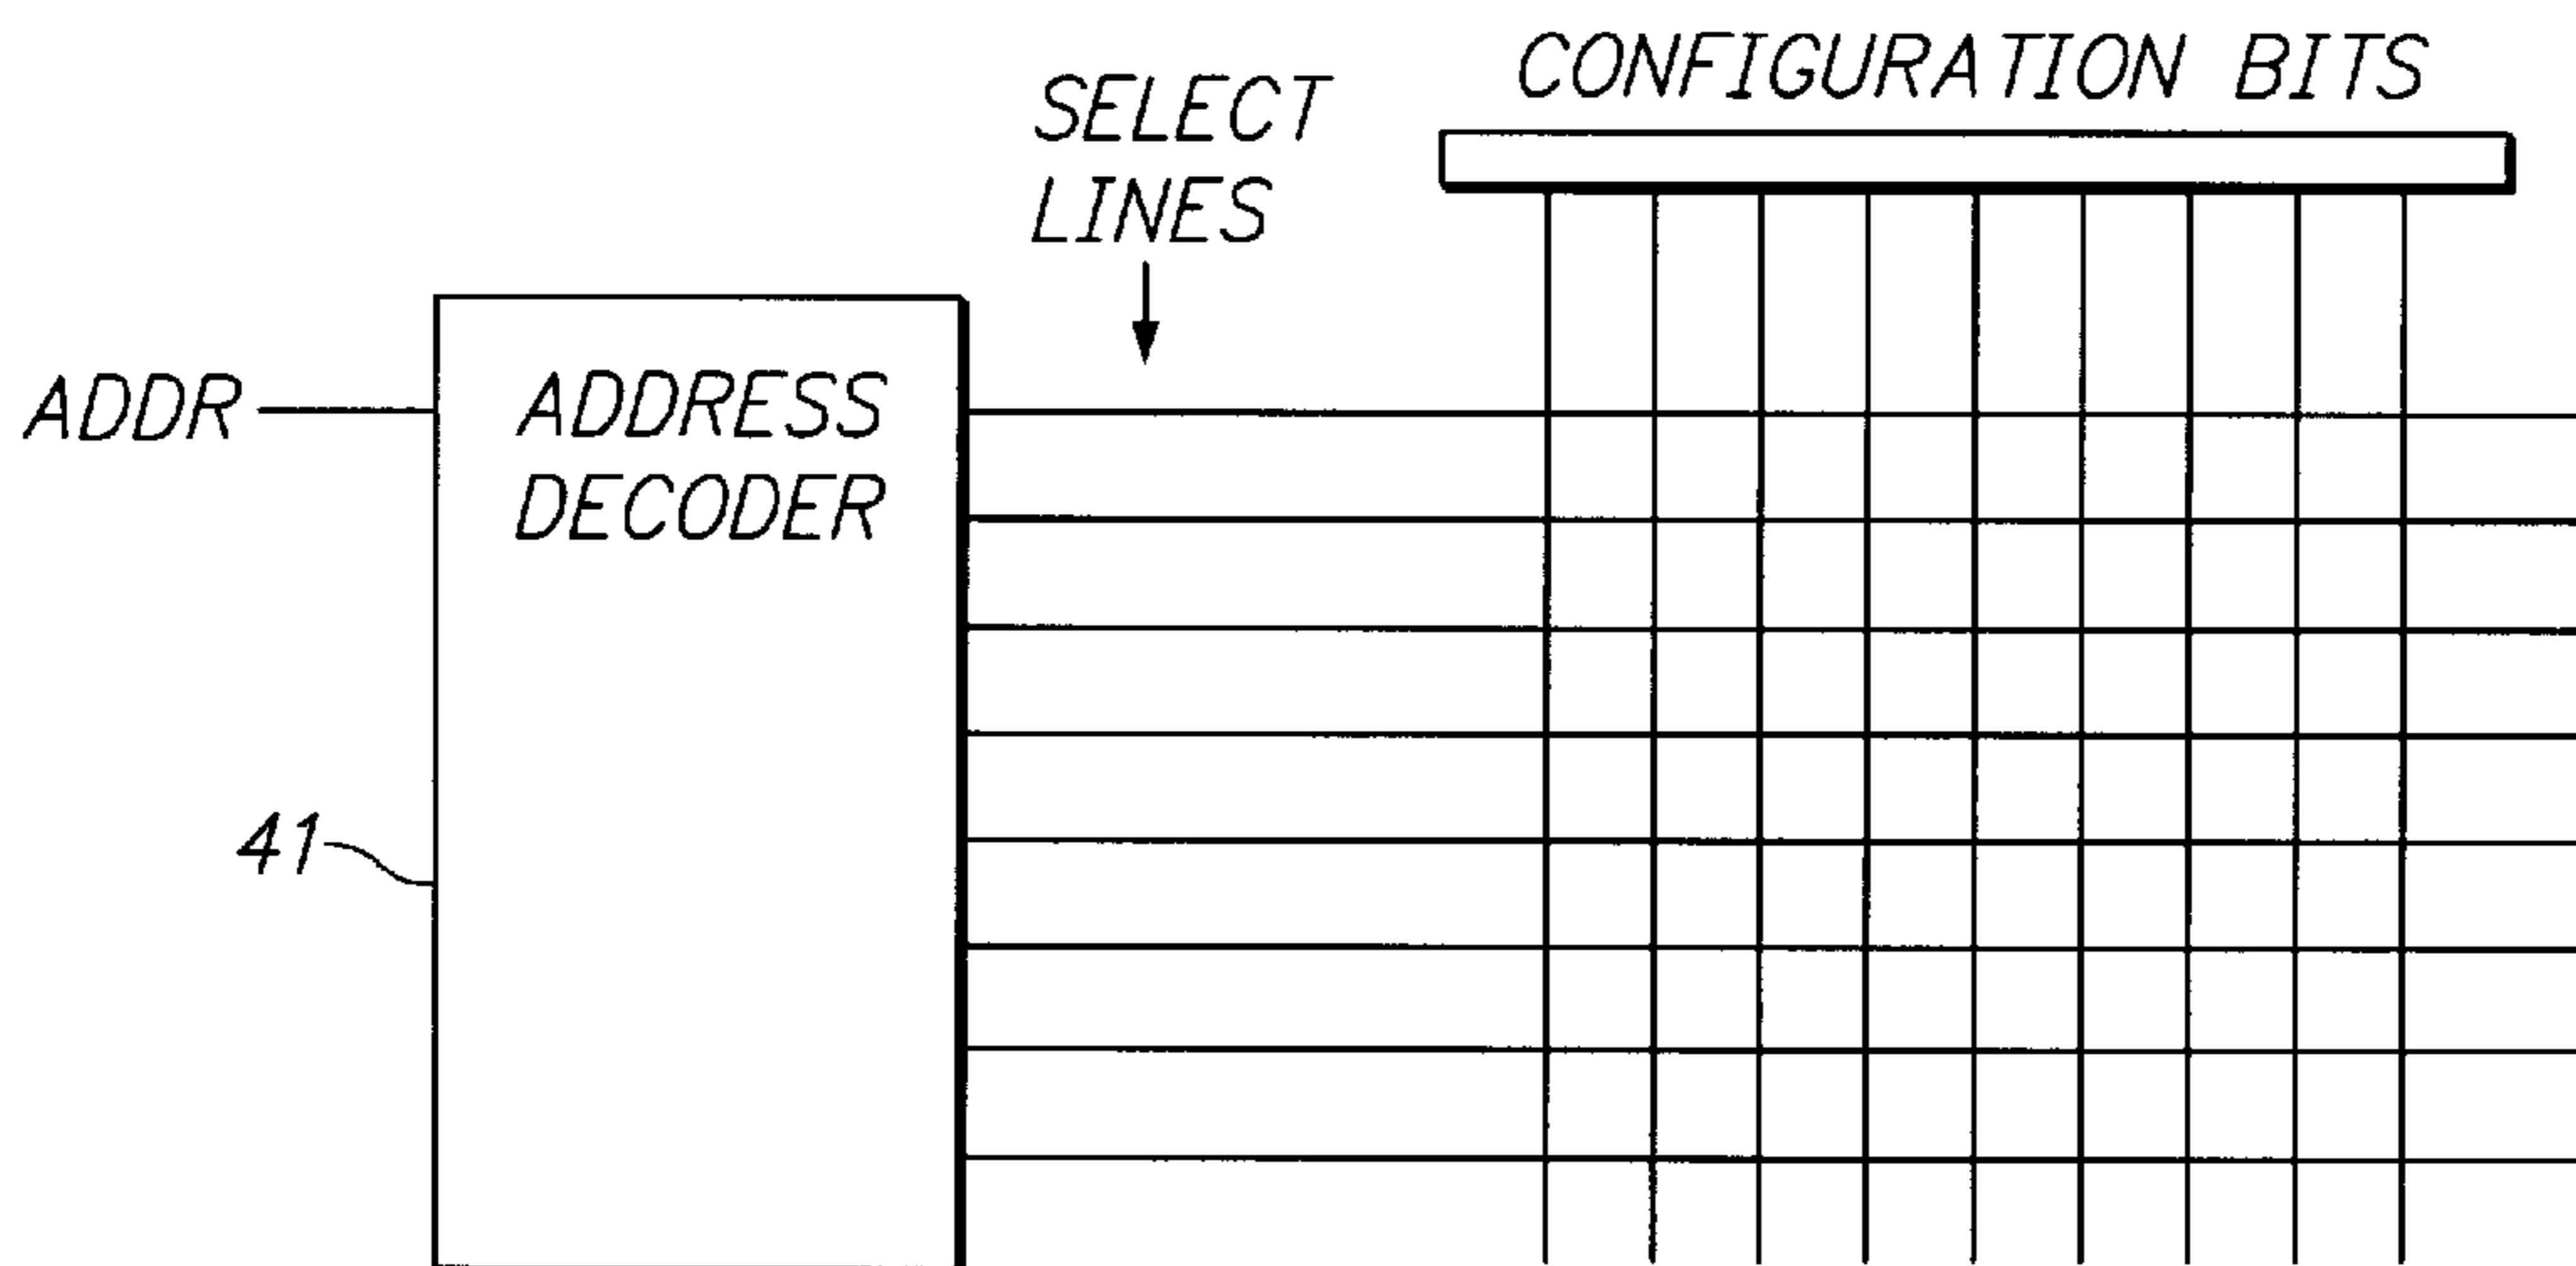 CONFIGURATION BITS
SELECT
LINES
ADDR
ADDRESS
DECODER
41